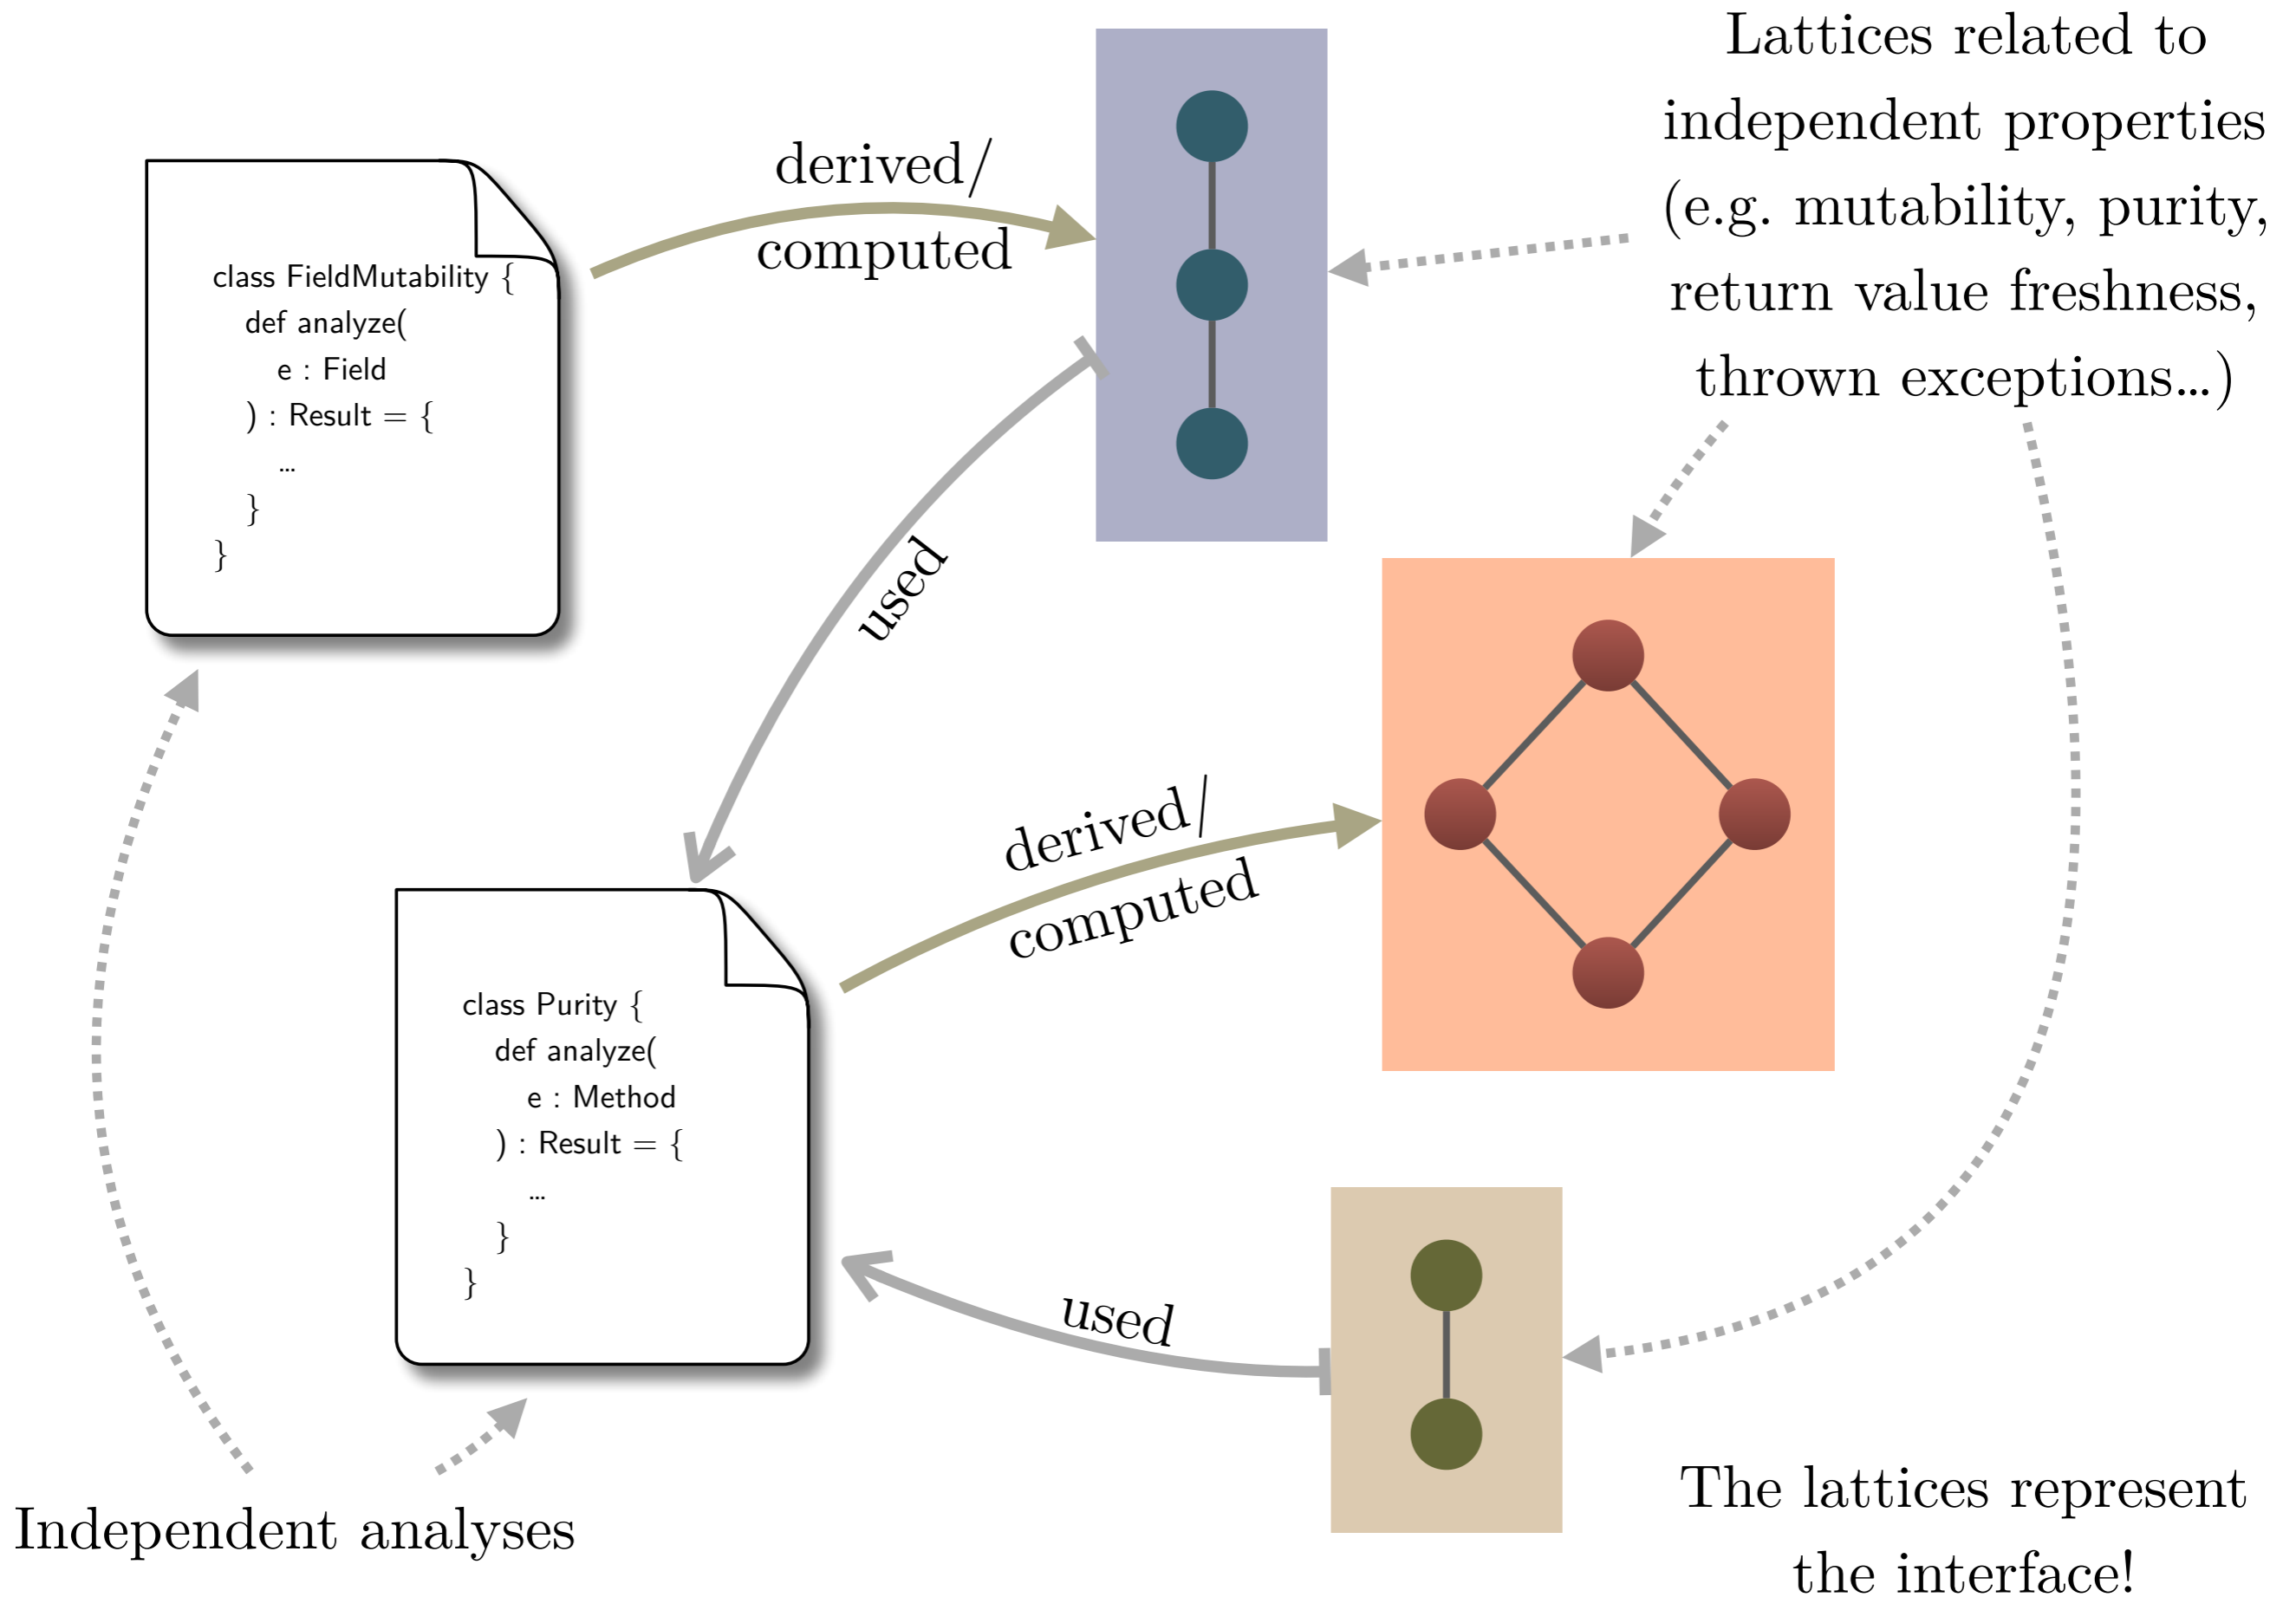 Lattices related to
independent properties
(e.g. mutability, purity,
return value freshness,
thrown exceptions…)
derived/
computed
class FieldMutability {
def analyze(
e : Field
) : Result = {
…
}
}
used
derived/
computed
class Purity {
def analyze(
e : Method
) : Result = {
…
}
}
used
Independent analyses
The lattices represent
the interface!